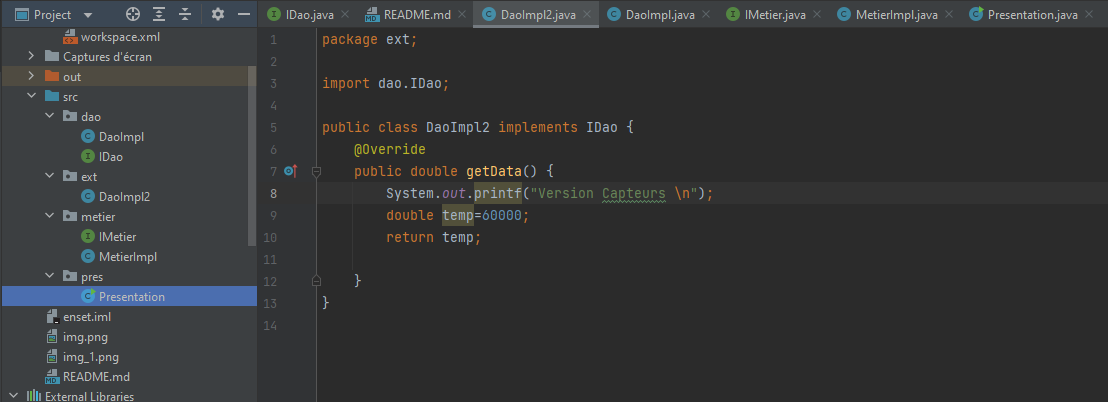 Project
workspace.xml
Captures d'écran
out
src
dao
DaoImpl
IDao
ext
DaoImpl2
metier
IMetier
MetierImpl
pres
Presentation
enset.iml
img.png
img_1.png
README.md
External Libraries
IDao.java README.md DaoImpl2.java DaoImpl.java IMetier.java MetierImpl.java Presentation.java
1 package ext;
2
3 import dao.IDao;
4
5 public class DaoImpl2 implements IDao {
6 @Override
7 public double getData() {
8 System.out.printf("Version Capteurs \n");
9 double temp=60000;
10 return temp;
11
12 }
13 }
14